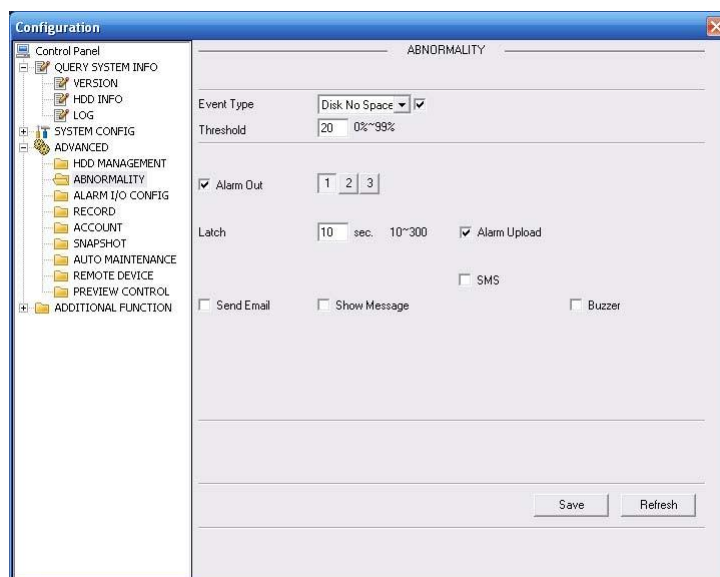 Configuration
Control Panel
QUERY SYSTEM INFO
VERSION
HDD INFO
LOG
SYSTEM CONFIG
ADVANCED
HDD MANAGEMENT
ABNORMALITY
ALARM I/O CONFIG
RECORD
ACCOUNT
SNAPSHOT
AUTO MAINTENANCE
REMOTE DEVICE
PREVIEW CONTROL
ADDITIONAL FUNCTION
ABNORMALITY
Event Type Disk No Space
Threshold 20 0%~99%
Alarm Out 1 2 3
Latch 10 sec. 10~300 Alarm Upload
SMS
Send Email Show Message Buzzer
Save Refresh